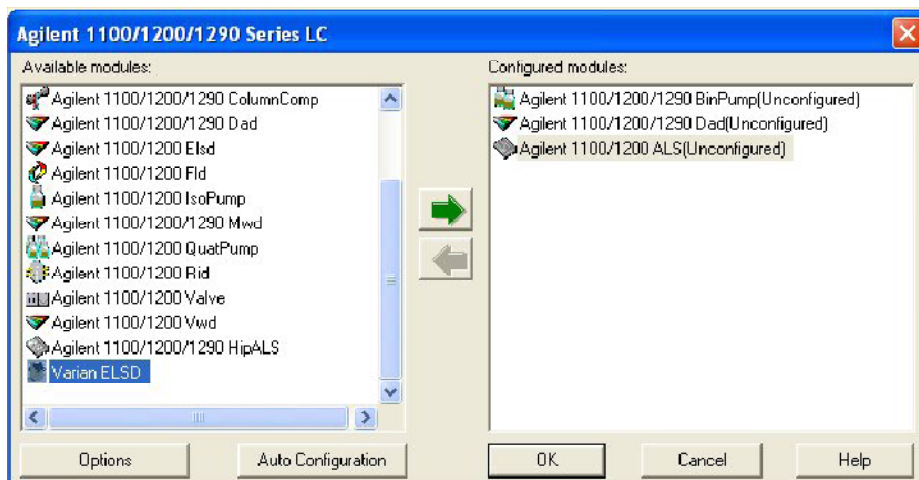 Agilent 1100/1200/1290 Series LC
Available modules:
Agilent 1100/1200/1290 ColumnComp
Agilent 1100/1200/1290 Dad
Agilent 1100/1200 Elsd
Agilent 1100/1200 Fld
Agilent 1100/1200 IsoPump
Agilent 1100/1200/1290 Mwd
Agilent 1100/1200 QuatPump
Agilent 1100/1200 Rid
Agilent 1100/1200 Valve
Agilent 1100/1200 Vwd
Agilent 1100/1200/1290 HipALS
Varian ELSD
Configured modules:
Agilent 1100/1200/1290 BinPump(Unconfigured)
Agilent 1100/1200/1290 Dad(Unconfigured)
Agilent 1100/1200 ALS(Unconfigured)
Options
Auto Configuration
OK
Cancel
Help